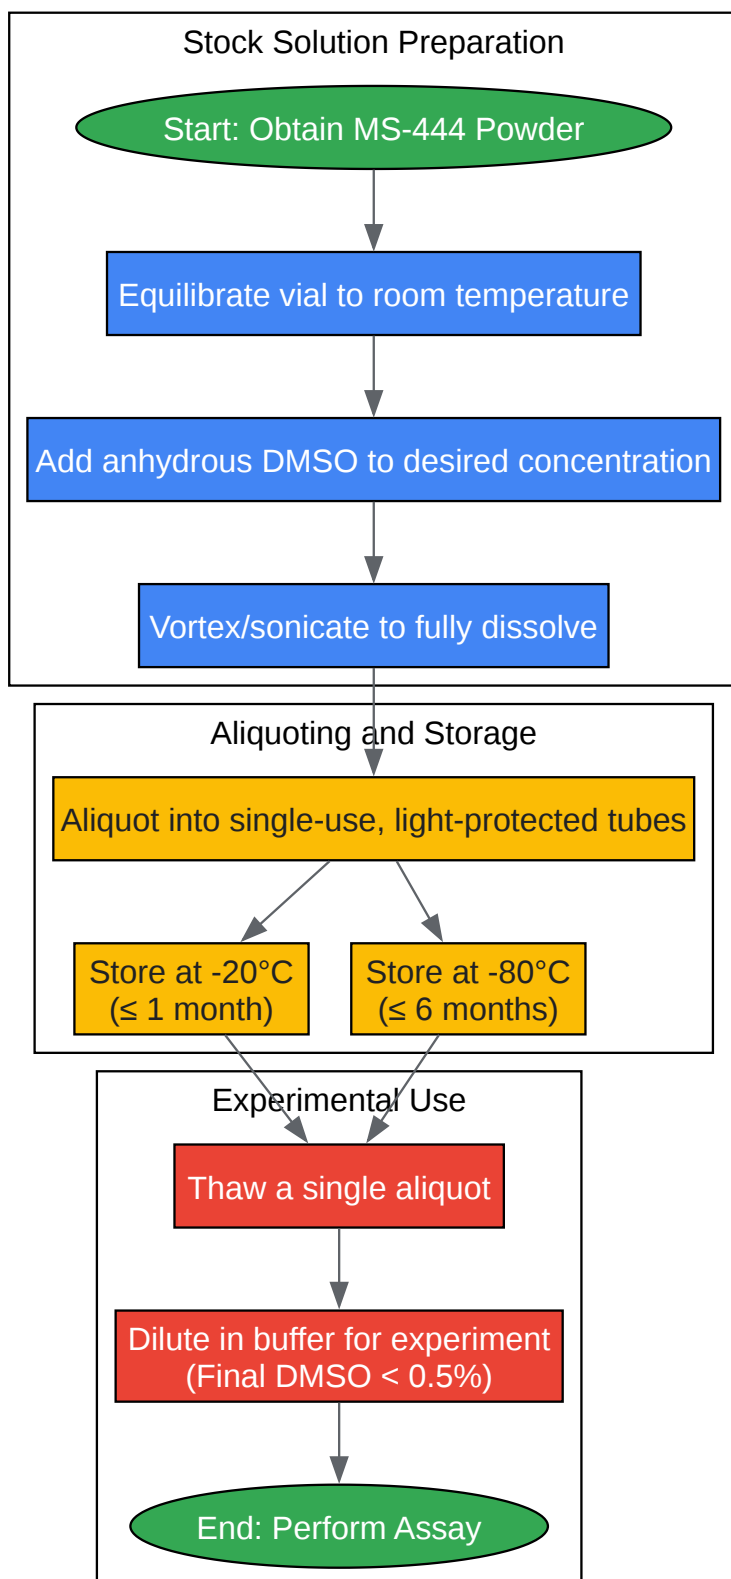 Stock Solution Preparation
Start: Obtain MS-444 Powder
Equilibrate vial to room temperature
Add anhydrous DMSO to desired concentration
Vortex/sonicate to fully dissolve
Aliquoting and Storage
Aliquot into single-use, light-protected tubes
Store at -20°C
(≤ 1 month)
Store at -80°C
(≤ 6 months)
Experimental Use
Thaw a single aliquot
Dilute in buffer for experiment
(Final DMSO < 0.5%)
End: Perform Assay